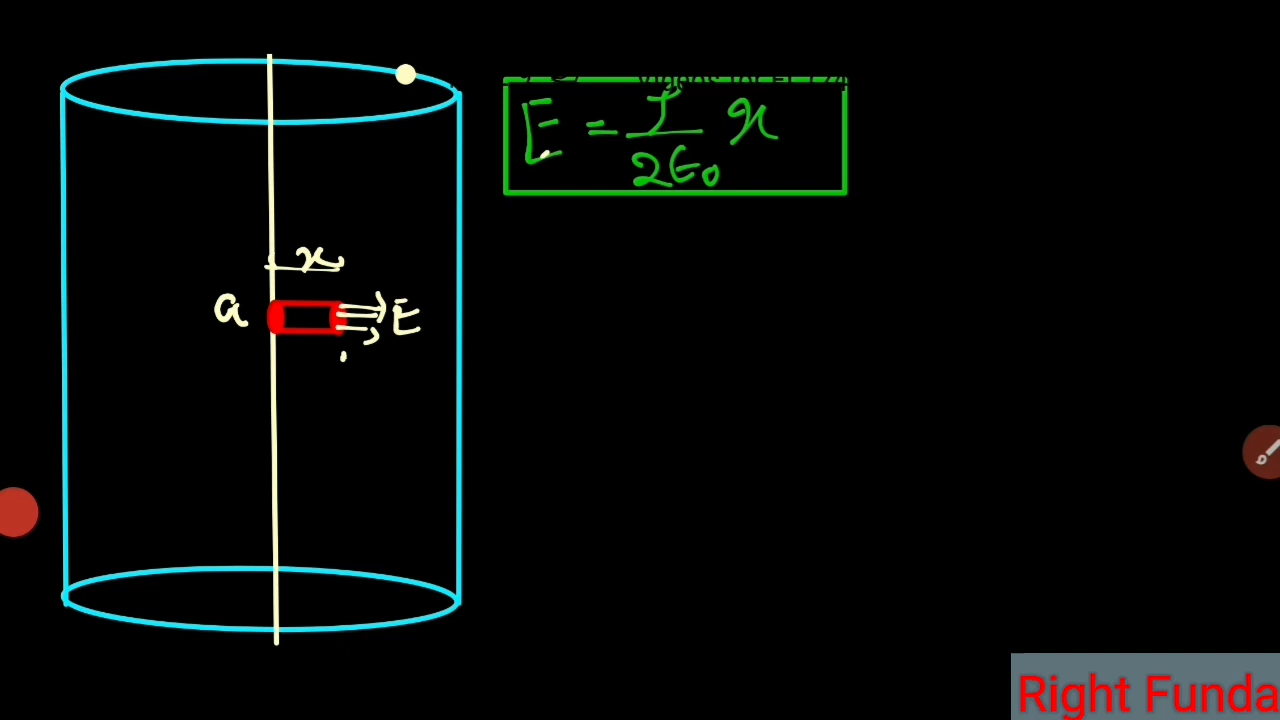 E = ρ/2ε₀ x
x
a
E
Right Funda